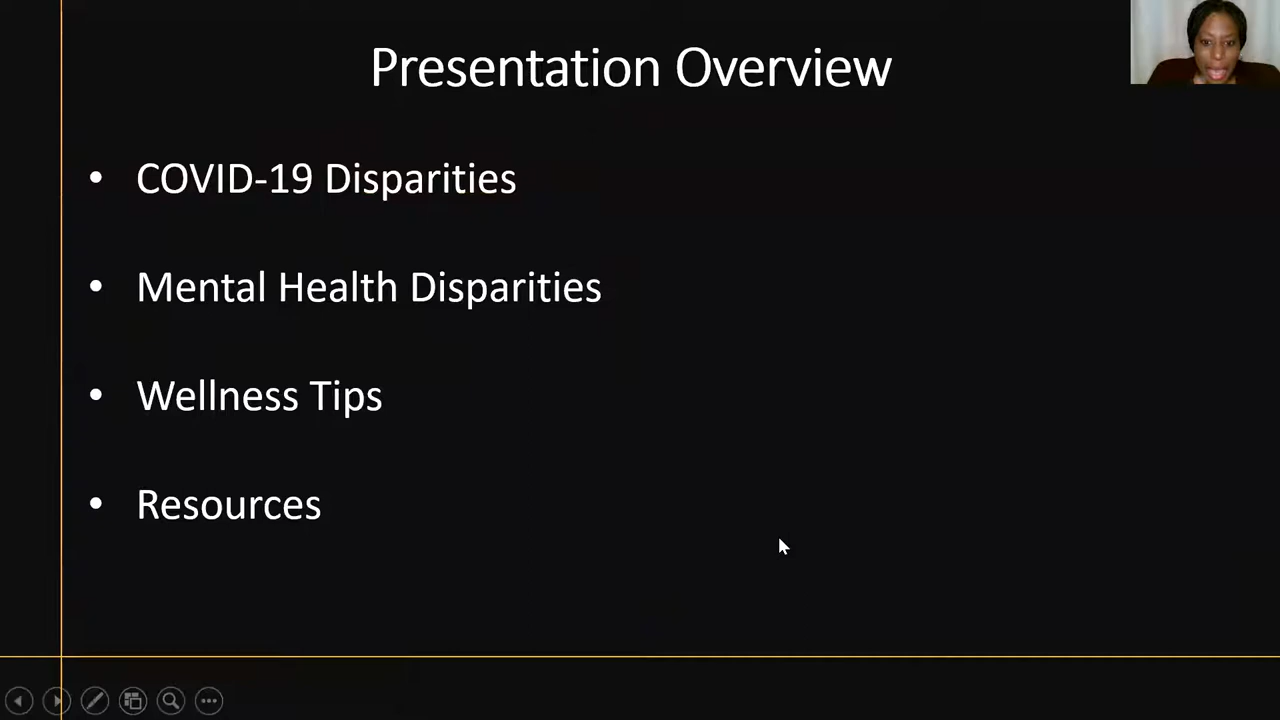 Presentation Overview
• COVID-19 Disparities
• Mental Health Disparities
• Wellness Tips
• Resources